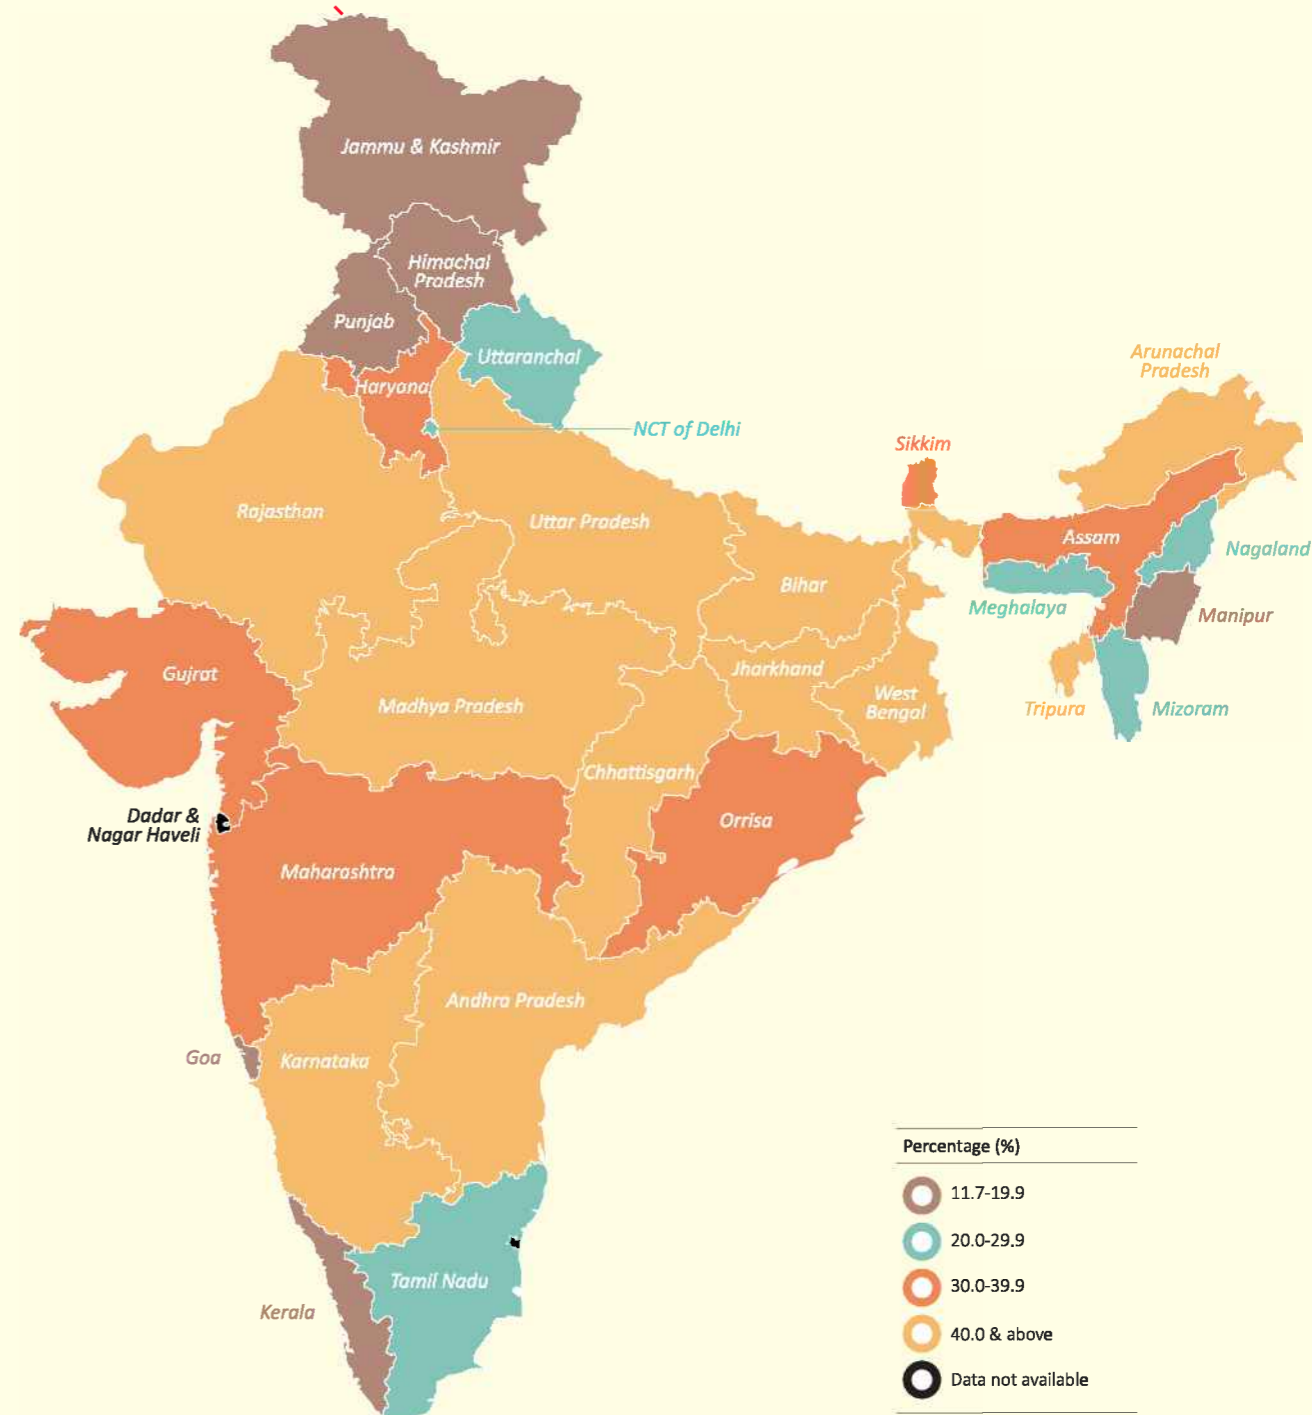 Jammu & Kashmir
Himachal
Pradesh
Punjab
Uttaranchal
Haryana
NCT of Delhi
Arunachal
Pradesh
Sikkim
Rajasthan
Uttar Pradesh
Assam
Nagaland
Bihar
Meghalaya
Manipur
Gujrat
Jharkhand
Madhya Pradesh
West
Bengal
Tripura
Mizoram
Chhattisgarh
Dadar &
Nagar Haveli
Orrisa
Maharashtra
Andhra Pradesh
Goa
Karnataka
Tamil Nadu
Kerala
Percentage (%)
11.7-19.9
20.0-29.9
30.0-39.9
40.0 & above
Data not available